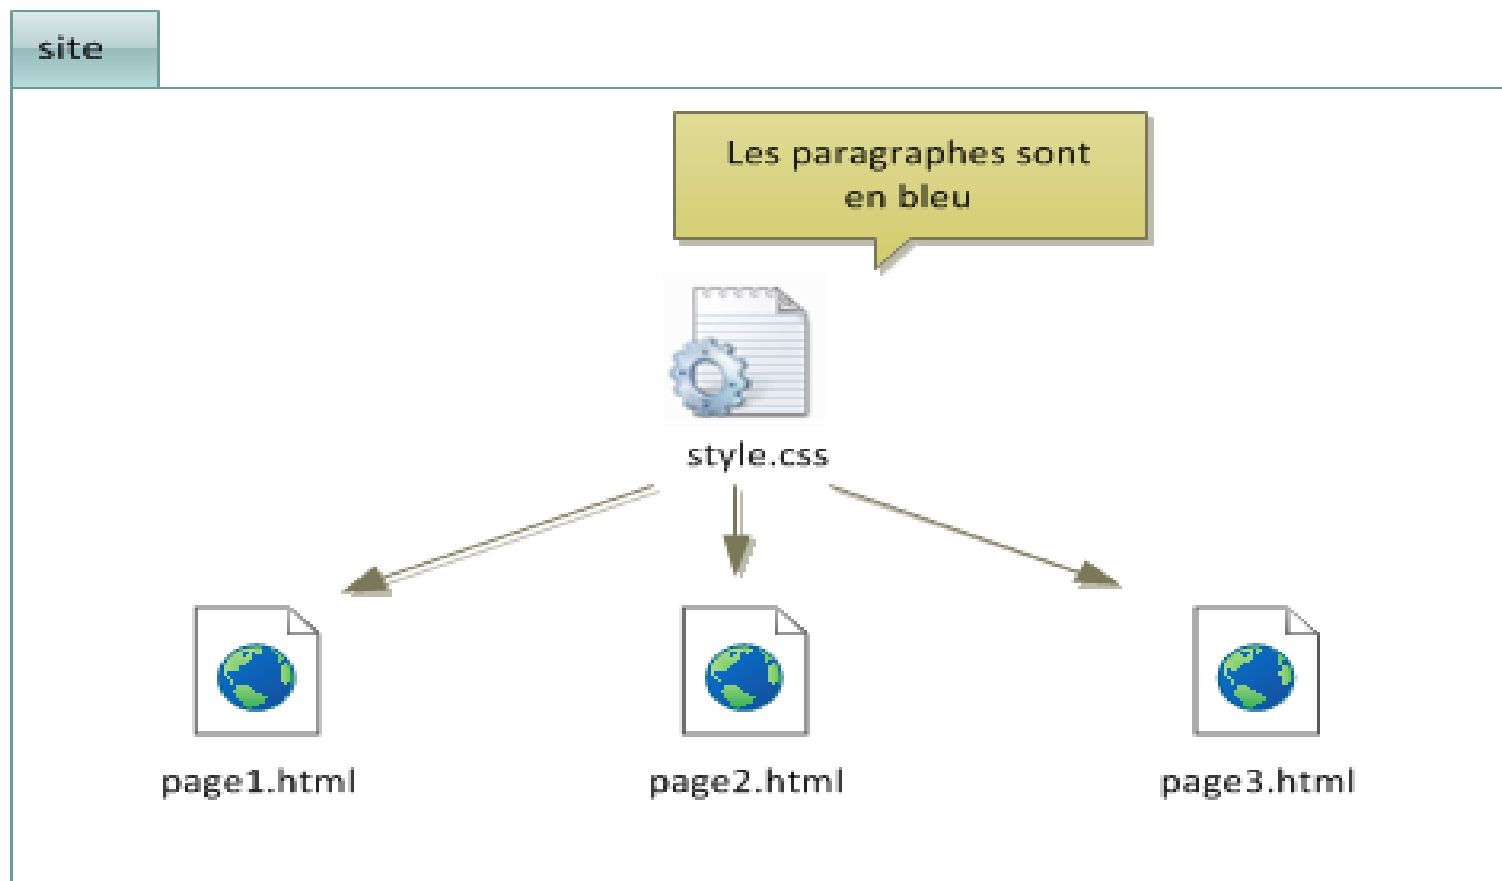 site
Les paragraphes sont
en bleu
style.css
page1.html
page2.html
page3.html